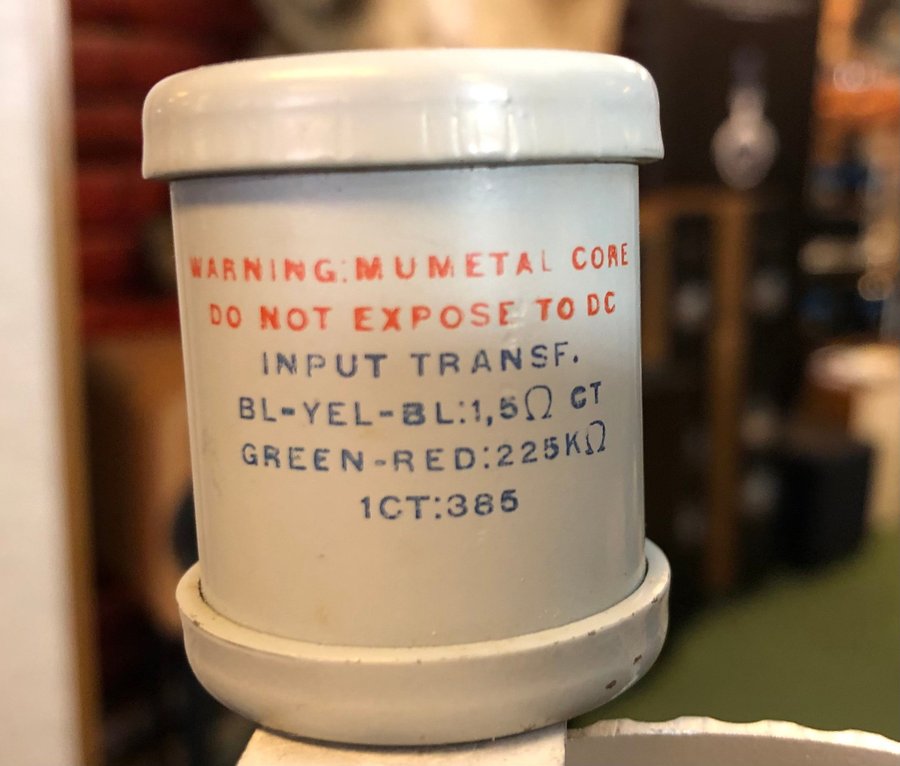 WARNING:MUMETAL CORE
DO NOT EXPOSE TO DC
INPUT TRANSF.
BL-YEL-BL:1,5Ω CT
GREEN-RED:225KΩ
1CT:385